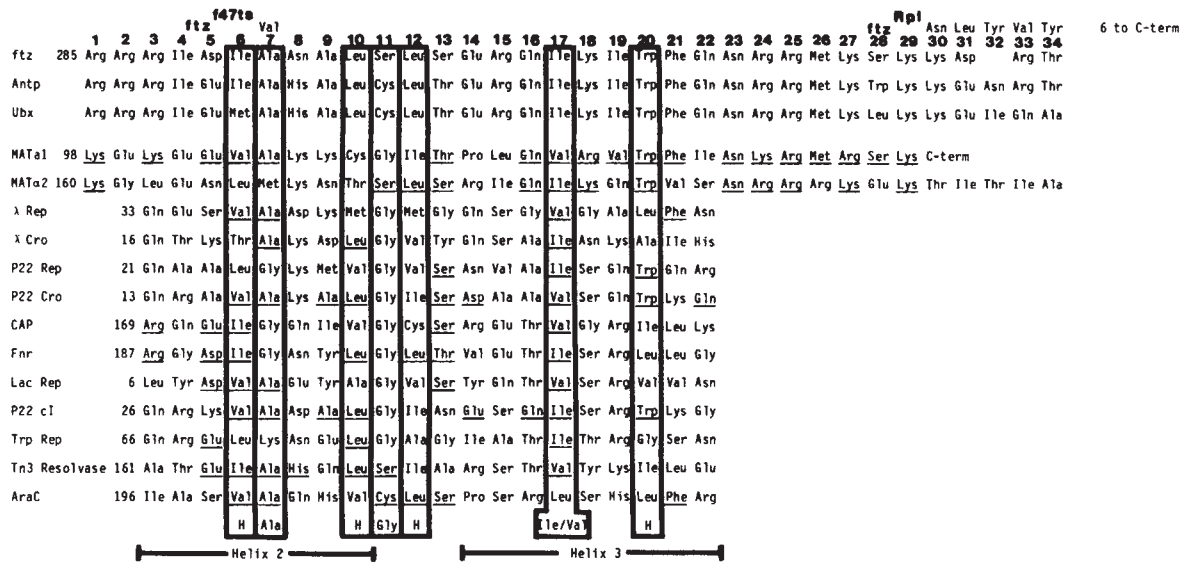 f47ts Rpl
ftz Val ftz Asn Leu Tyr Val Tyr 6 to C-term
1 2 3 4 5 6 7 8 9 10 11 12 13 14 15 16 17 18 19 20 21 22 23 24 25 26 27 28 29 30 31 32 33 34
ftz 285 Arg Arg Arg Ile Asp Ile Ala Asn Ala Leu Ser Leu Ser Glu Arg Gln Ile Lys Ile Trp Phe Gln Asn Arg Arg Met Lys Ser Lys Lys Asp Arg Thr
Antp Arg Arg Arg Ile Glu Ile Ala His Ala Leu Cys Leu Thr Glu Arg Gln Ile Lys Ile Trp Phe Gln Asn Arg Arg Met Lys Trp Lys Lys Glu Asn Arg Thr
Ubx Arg Arg Arg Ile Glu Met Ala His Ala Leu Cys Leu Thr Glu Arg Gln Ile Lys Ile Trp Phe Gln Asn Arg Arg Met Lys Leu Lys Lys Glu Ile Gln Ala
MATa1 98 Lys Glu Lys Glu Glu Val Ala Lys Lys Cys Gly Ile Thr Pro Leu Gln Val Arg Val Trp Phe Ile Asn Lys Arg Met Arg Ser Lys C-term
MATα2 160 Lys Gly Leu Glu Asn Leu Met Lys Asn Thr Ser Leu Ser Arg Ile Gln Ile Lys Gln Trp Val Ser Asn Arg Arg Arg Lys Glu Lys Thr Ile Thr Ile Ala
λ Rep 33 Gln Glu Ser Val Ala Asp Lys Met Gly Met Gly Gln Ser Gly Val Gly Ala Leu Phe Asn
λ Cro 16 Gln Thr Lys Thr Ala Lys Asp Leu Gly Val Tyr Gln Ser Ala Ile Asn Lys Ala Ile His
P22 Rep 21 Gln Ala Ala Leu Gly Lys Met Val Gly Val Ser Asn Val Ala Ile Ser Gln Trp Gln Arg
P22 Cro 13 Gln Arg Ala Val Ala Lys Ala Leu Gly Ile Ser Asp Ala Ala Val Ser Gln Trp Lys Gln
CAP 169 Arg Gln Glu Ile Gly Gln Ile Val Gly Cys Ser Arg Glu Thr Val Gly Arg Ile Leu Lys
Fnr 187 Arg Gly Asp Ile Gly Asn Tyr Leu Gly Leu Thr Val Glu Thr Ile Ser Arg Leu Leu Gly
Lac Rep 6 Leu Tyr Asp Val Ala Glu Tyr Ala Gly Val Ser Tyr Gln Thr Val Ser Arg Val Val Asn
P22 cI 26 Gln Arg Lys Val Ala Asp Ala Leu Gly Ile Asn Glu Ser Gln Ile Ser Arg Trp Lys Gly
Trp Rep 66 Gln Arg Glu Leu Lys Asn Glu Leu Gly Ala Gly Ile Ala Thr Ile Thr Arg Gly Ser Asn
Tn3 Resolvase 161 Ala Thr Glu Ile Ala His Gln Leu Ser Ile Ala Arg Ser Thr Val Tyr Lys Ile Leu Glu
AraC 196 Ile Ala Ser Val Ala Gln His Val Cys Leu Ser Pro Ser Arg Leu Ser His Leu Phe Arg
H Ala H Gly H Ile/Val H
Helix 2 Helix 3